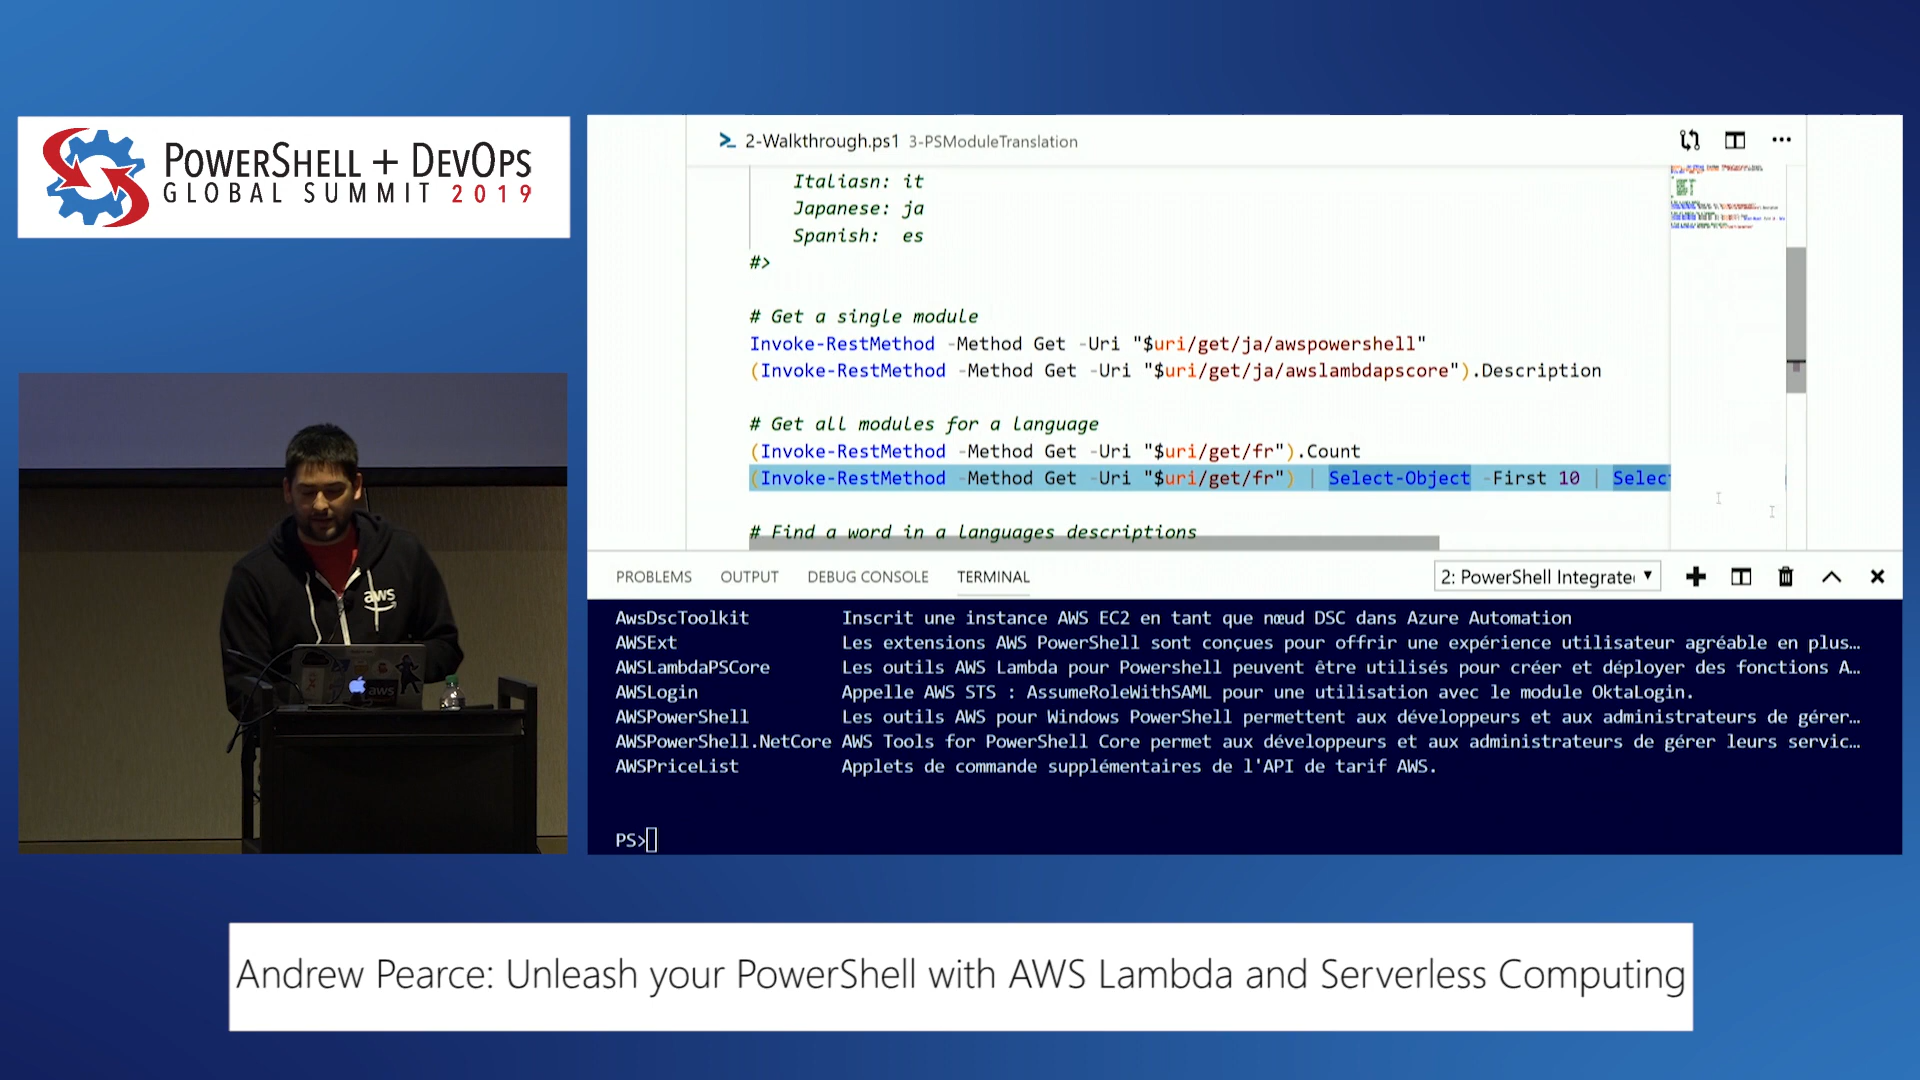 POWERSHELL + DEVOPS
GLOBAL SUMMIT 2019
2-Walkthrough.ps1 3-PSModuleTranslation
Italiasn: it
Japanese: ja
Spanish: es
#>
# Get a single module
Invoke-RestMethod -Method Get -Uri "$uri/get/ja/awspowershell"
(Invoke-RestMethod -Method Get -Uri "$uri/get/ja/awslambdapscore").Description
# Get all modules for a language
(Invoke-RestMethod -Method Get -Uri "$uri/get/fr").Count
(Invoke-RestMethod -Method Get -Uri "$uri/get/fr") | Select-Object -First 10 | Selec
# Find a word in a languages descriptions
PROBLEMS OUTPUT DEBUG CONSOLE TERMINAL 2: PowerShell Integrate
AwsDscToolkit Inscrit une instance AWS EC2 en tant que nœud DSC dans Azure Automation
AWSExt Les extensions AWS PowerShell sont conçues pour offrir une expérience utilisateur agréable en plus…
AWSLambdaPSCore Les outils AWS Lambda pour Powershell peuvent être utilisés pour créer et déployer des fonctions A…
AWSLogin Appelle AWS STS : AssumeRoleWithSAML pour une utilisation avec le module OktaLogin.
AWSPowerShell Les outils AWS pour Windows PowerShell permettent aux développeurs et aux administrateurs de gérer…
AWSPowerShell.NetCore AWS Tools for PowerShell Core permet aux développeurs et aux administrateurs de gérer leurs servic…
AWSPriceList Applets de commande supplémentaires de l'API de tarif AWS.
PS>
aws
aws
Andrew Pearce: Unleash your PowerShell with AWS Lambda and Serverless Computing